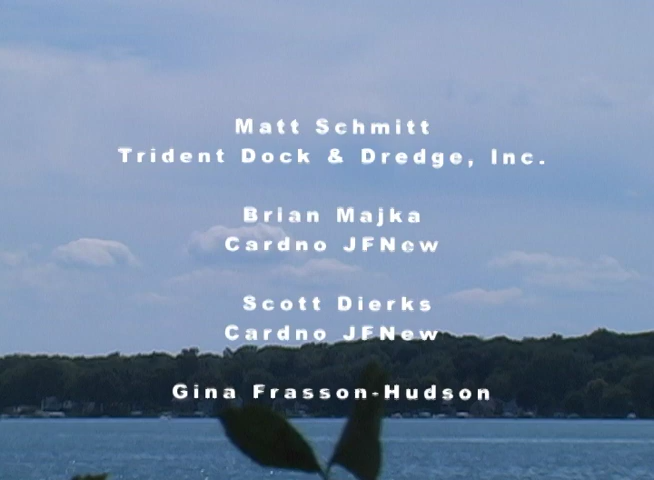 Matt Schmitt
Trident Dock & Dredge, Inc.
Brian Majka
Cardno JFNew
Scott Dierks
Cardno JFNew
Gina Frasson-Hudson